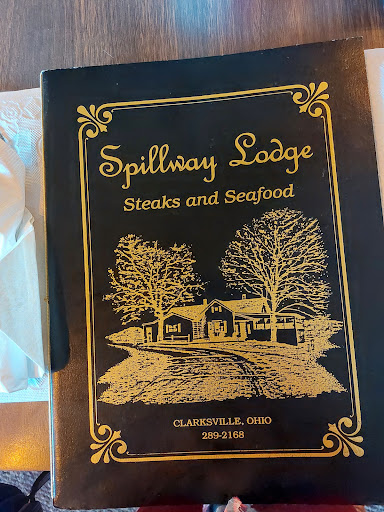 Spillway Lodge
Steaks and Seafood
CLARKSVILLE, OHIO
289-2168